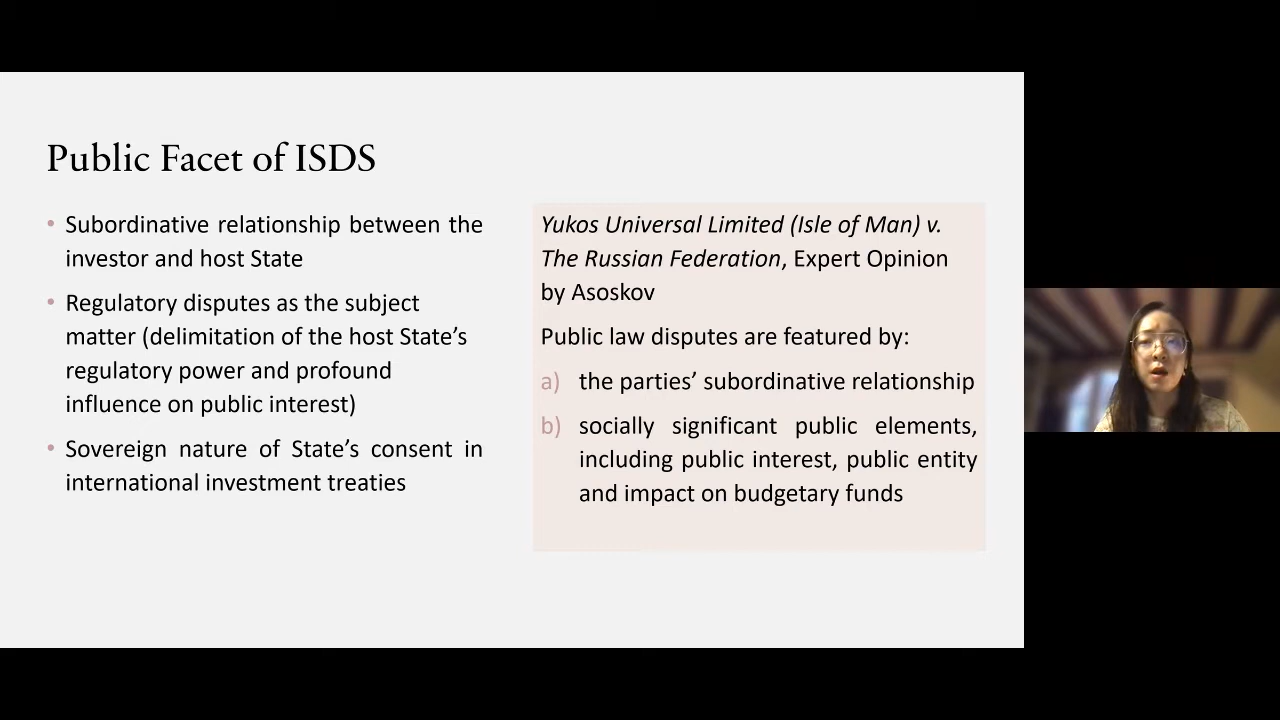 Public Facet of ISDS
• Subordinative relationship between the
investor and host State
• Regulatory disputes as the subject
matter (delimitation of the host State’s
regulatory power and profound
influence on public interest)
• Sovereign nature of State’s consent in
international investment treaties
Yukos Universal Limited (Isle of Man) v.
The Russian Federation, Expert Opinion
by Asoskov
Public law disputes are featured by:
a) the parties’ subordinative relationship
b) socially significant public elements,
including public interest, public entity
and impact on budgetary funds